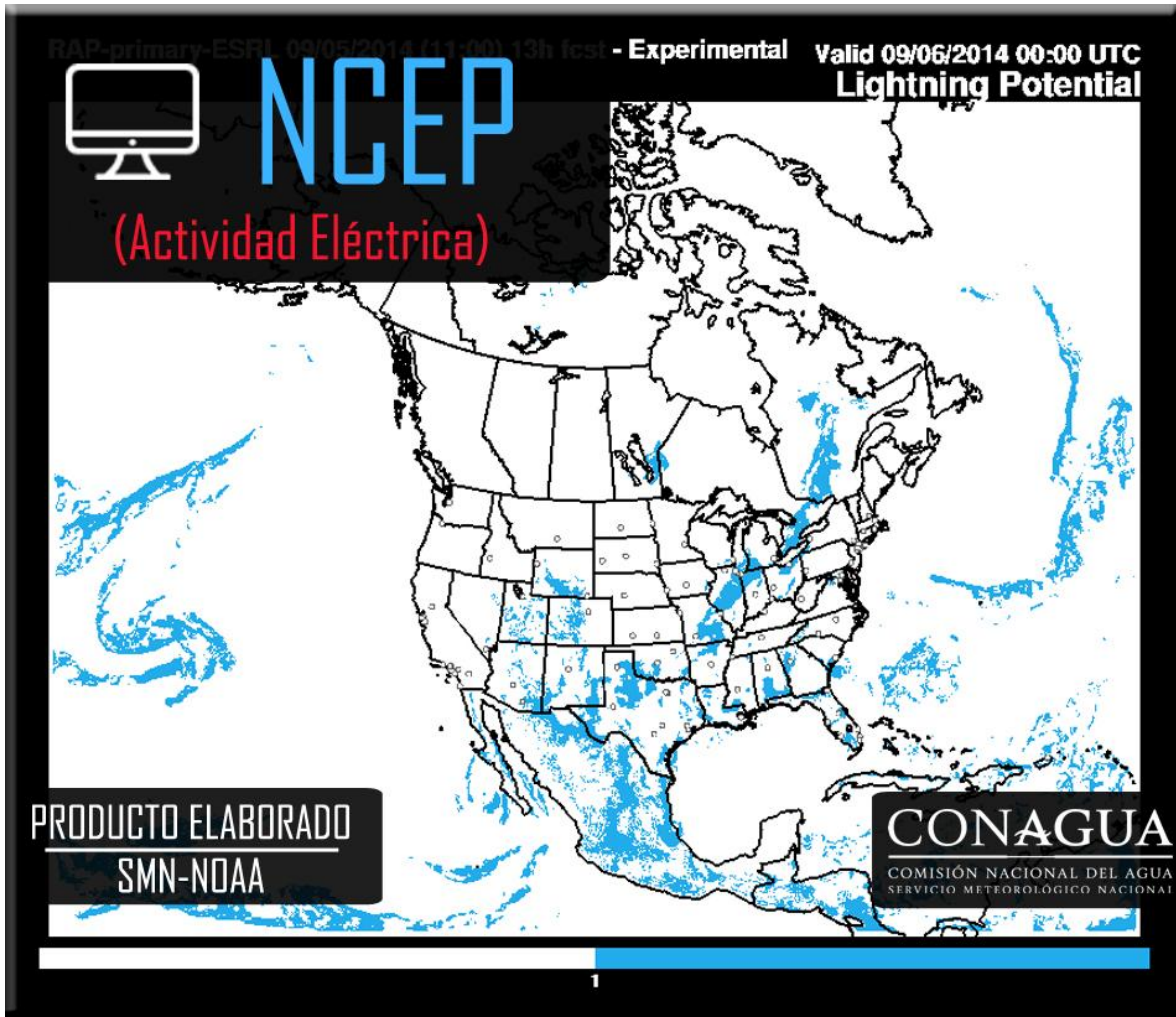 RAP-primary-ESRL 09/05/2014 (11:00) 13h fcst - Experimental
Valid 09/06/2014 00:00 UTC
Lightning Potential
NCEP
(Actividad Eléctrica)
PRODUCTO ELABORADO
SMN-NOAA
CONAGUA
COMISIÓN NACIONAL DEL AGUA
SERVICIO METEOROLÓGICO NACIONAL
1